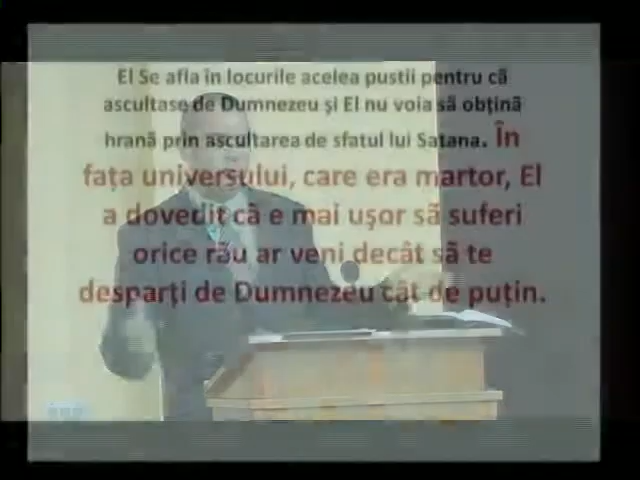 El Se afla în locurile acelea pustii pentru că
ascultase de Dumnezeu şi El nu voia să obţină
hrană prin ascultarea de sfatul lui Satana. În
faţa universului, care era martor, El
a dovedit că e mai uşor să suferi
orice rău ar veni decât să te
desparţi de Dumnezeu cât de puţin.